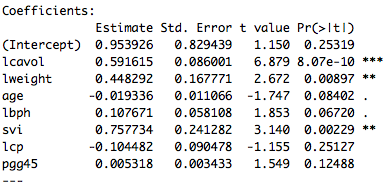 Coefficients:
Estimate Std. Error t value Pr(>|t|)
(Intercept) 0.953926 0.829439 1.150 0.25319
lcavol 0.591615 0.086001 6.879 8.07e-10 ***
lweight 0.448292 0.167771 2.672 0.00897 **
age -0.019336 0.011066 -1.747 0.08402 .
lbph 0.107671 0.058108 1.853 0.06720 .
svi 0.757734 0.241282 3.140 0.00229 **
lcp -0.104482 0.090478 -1.155 0.25127
pgg45 0.005318 0.003433 1.549 0.12488
---